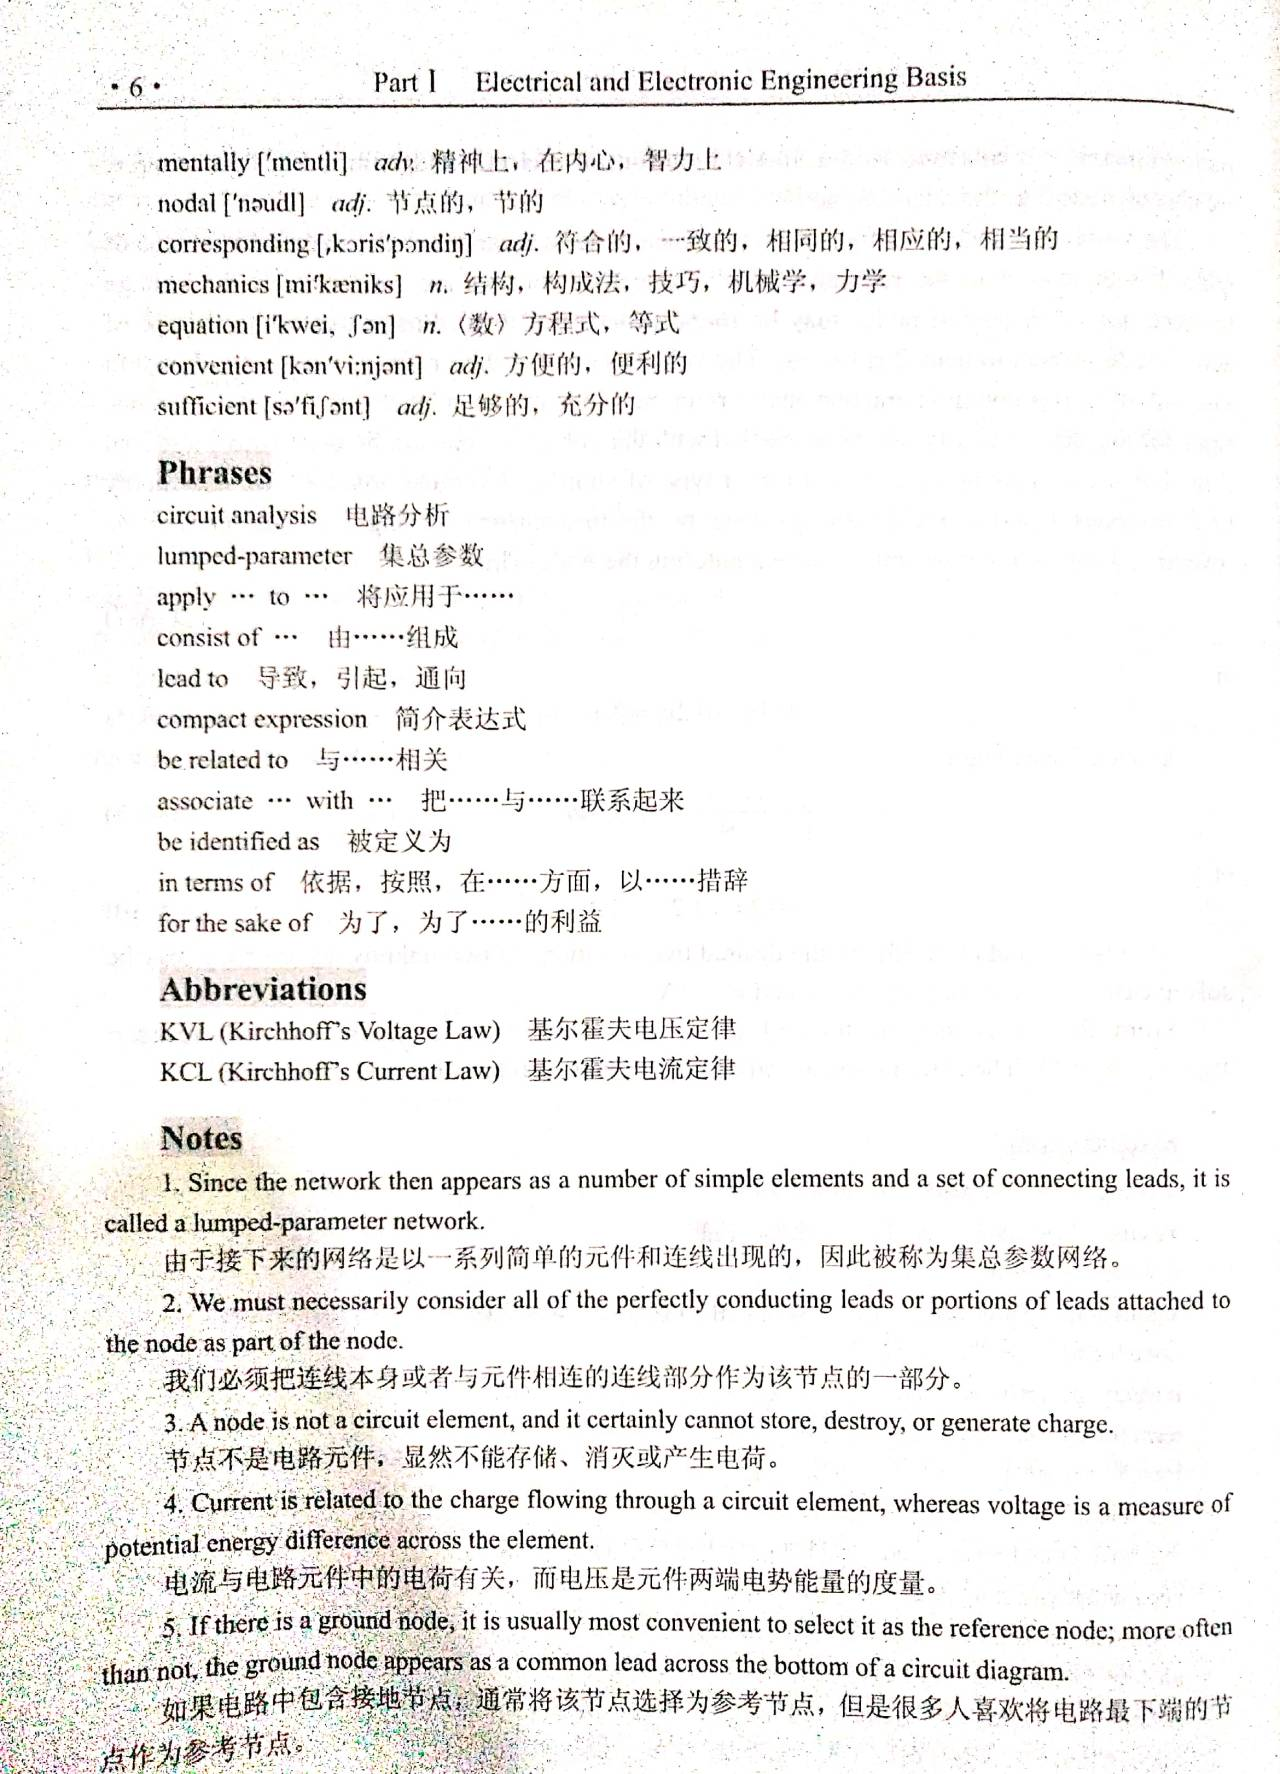 ·6· Part Ⅰ Electrical and Electronic Engineering Basis
mentally ['mentli] adv. 精神上，在内心，智力上
nodal ['nəudl] adj. 节点的，节的
corresponding [ˌkɔris'pɔndiŋ] adj. 符合的，一致的，相同的，相应的，相当的
mechanics [mi'kæniks] n. 结构，构成法，技巧，机械学，力学
equation [i'kwei, ʃən] n.〈数〉方程式，等式
convenient [kən'vi:njənt] adj. 方便的，便利的
sufficient [sə'fiʃənt] adj. 足够的，充分的
Phrases
circuit analysis 电路分析
lumped-parameter 集总参数
apply … to … 将应用于……
consist of … 由……组成
lead to 导致，引起，通向
compact expression 简介表达式
be related to 与……相关
associate … with … 把……与……联系起来
be identified as 被定义为
in terms of 依据，按照，在……方面，以……措辞
for the sake of 为了，为了……的利益
Abbreviations
KVL (Kirchhoff's Voltage Law) 基尔霍夫电压定律
KCL (Kirchhoff's Current Law) 基尔霍夫电流定律
Notes
1. Since the network then appears as a number of simple elements and a set of connecting leads, it is
called a lumped-parameter network.
由于接下来的网络是以一系列简单的元件和连线出现的，因此被称为集总参数网络。
2. We must necessarily consider all of the perfectly conducting leads or portions of leads attached to
the node as part of the node.
我们必须把连线本身或者与元件相连的连线部分作为该节点的一部分。
3. A node is not a circuit element, and it certainly cannot store, destroy, or generate charge.
节点不是电路元件，显然不能存储、消灭或产生电荷。
4. Current is related to the charge flowing through a circuit element, whereas voltage is a measure of
potential energy difference across the element.
电流与电路元件中的电荷有关，而电压是元件两端电势能量的度量。
5. If there is a ground node, it is usually most convenient to select it as the reference node; more often
than not, the ground node appears as a common lead across the bottom of a circuit diagram.
如果电路中包含接地节点，通常将该节点选择为参考节点，但是很多人喜欢将电路最下端的节
点作为参考节点。